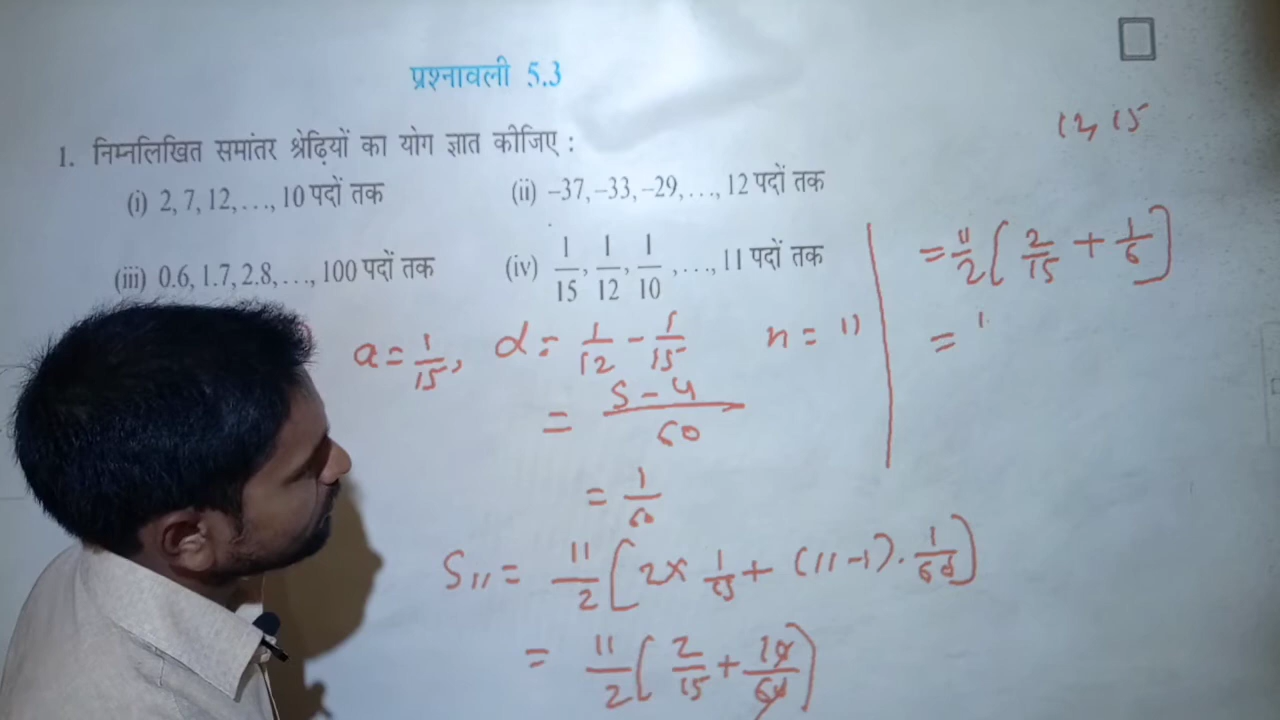 प्रश्नावली 5.3
1. निम्नलिखित समांतर श्रेढ़ियों का योग ज्ञात कीजिए :
(i) 2, 7, 12, ..., 10 पदों तक
(ii) –37, –33, –29, ..., 12 पदों तक
(iii) 0.6, 1.7, 2.8, ..., 100 पदों तक
(iv) 1/15, 1/12, 1/10, ..., 11 पदों तक
a = 1/15, d = 1/12 - 1/15 n = 11
= 5-4/60
= 1/60
S11 = 11/2 [2× 1/15 + (11-1). 1/60]
= 11/2 [2/15 + 10/60]
12, 15
= 11/2 [2/15 + 1/6]
= 1